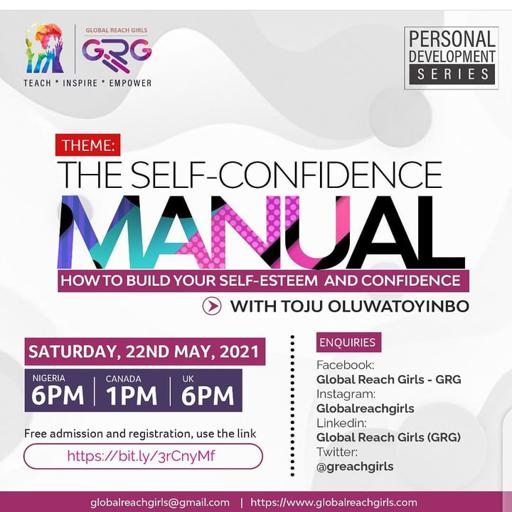 GLOBAL REACH GIRLS
GRG
TEACH * INSPIRE * EMPOWER
PERSONAL
DEVELOPMENT
SERIES
THEME:
THE SELF-CONFIDENCE
MANUAL
HOW TO BUILD YOUR SELF-ESTEEM AND CONFIDENCE
WITH TOJU OLUWATOYINBO
SATURDAY, 22ND MAY, 2021
NIGERIA
6PM
CANADA
1PM
UK
6PM
Free admission and registration, use the link
https://bit.ly/3rCnyMf
ENQUIRIES
Facebook:
Global Reach Girls - GRG
Instagram:
Globalreachgirls
Linkedin:
Global Reach Girls (GRG)
Twitter:
@greachgirls
globalreachgirls@gmail.com | https://www.globalreachgirls.com